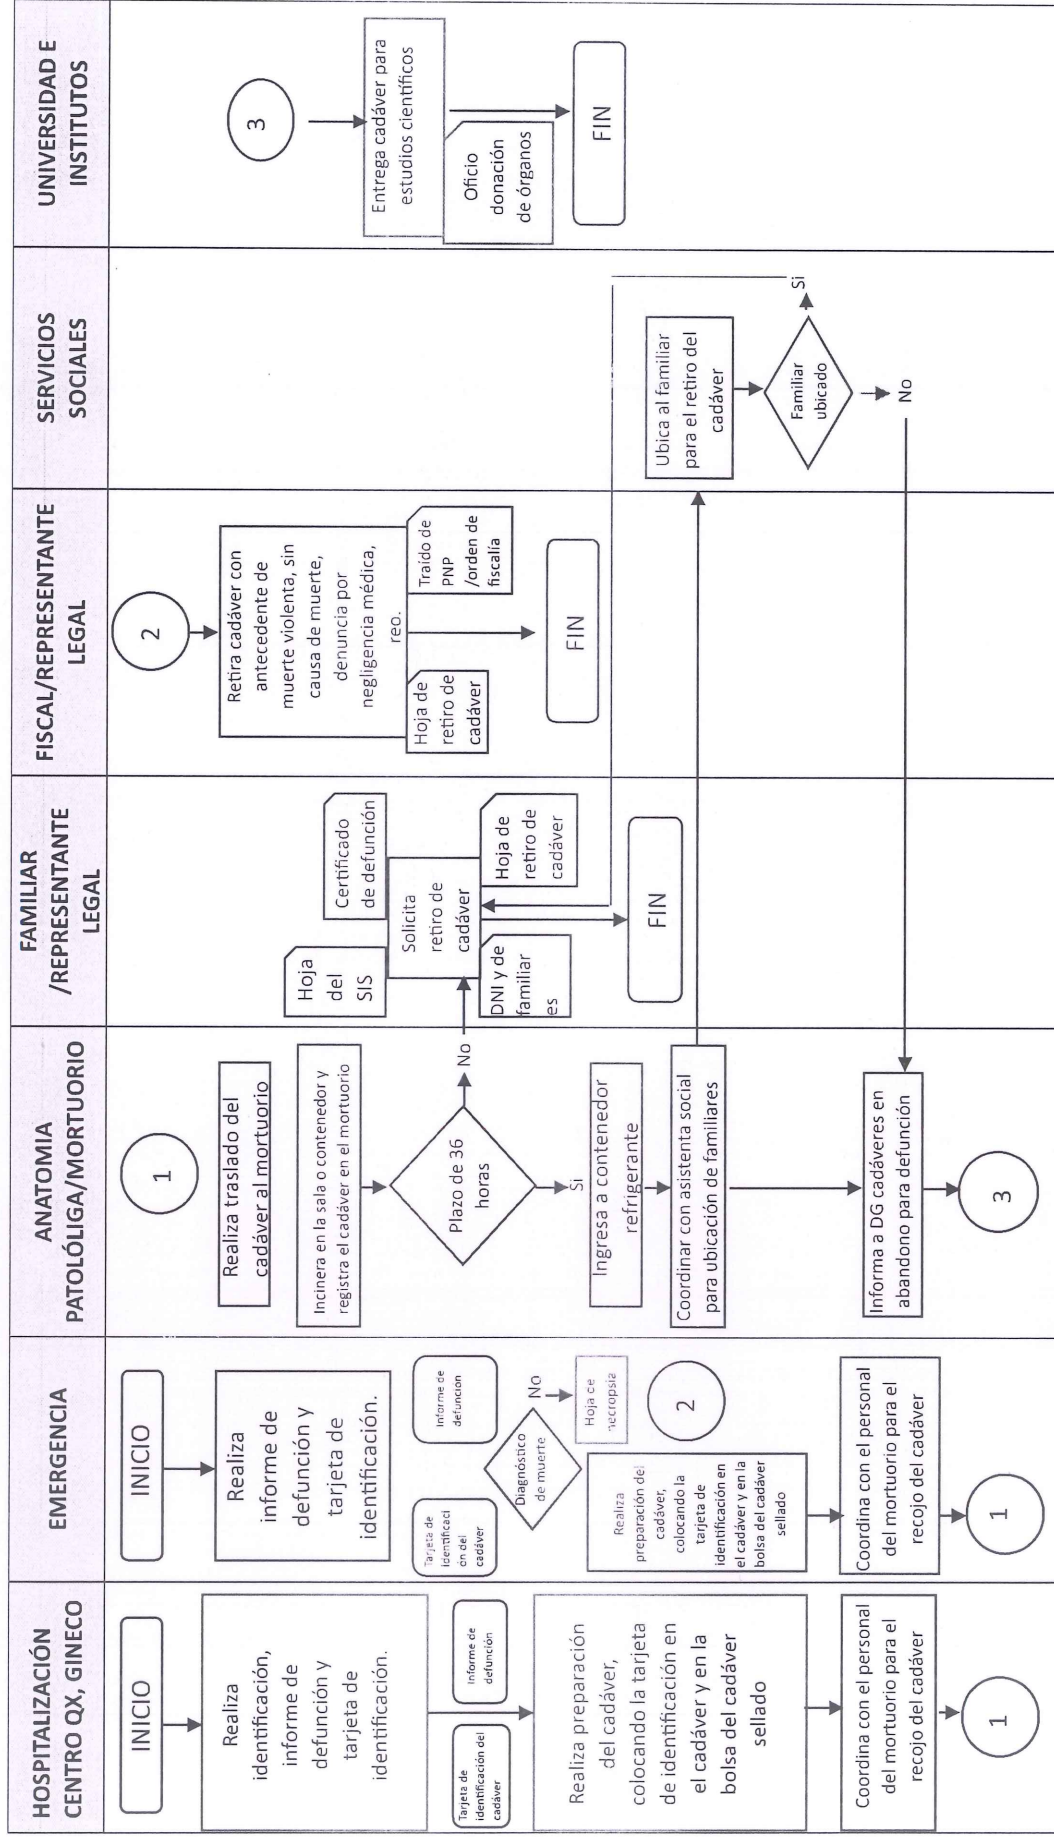 HOSPITALIZACIÓN
CENTRO QX, GINECO
INICIO
Realiza
identificación,
informe de
defunción y
tarjeta de
identificación.
Tarjeta de
identificación del
cadáver
Informe de
defunción
Realiza preparación
del cadáver,
colocando la tarjeta
de identificación en
el cadáver y en la
bolsa del cadáver
sellado
Coordina con el personal
del mortuorio para el
recojo del cadáver
1
EMERGENCIA
INICIO
Realiza
informe de
defunción y
tarjeta de
identificación.
Tarjeta de
identificaci
ón del
cadáver
Informe de
defunción
Diagnóstico
de muerte
No
Hoja de
necropsia
2
Realiza
preparación del
cadáver,
colocando la
tarjeta de
identificación en
el cadáver y en la
bolsa del cadáver
sellado
Coordina con el personal
del mortuorio para el
recojo del cadáver
1
ANATOMIA
PATOLÓLIGA/MORTUORIO
1
Realiza traslado del
cadáver al mortuorio
Incinera en la sala o contenedor y
registra el cadáver en el mortuorio
Plazo de 36
horas
No
Si
Ingresa a contenedor
refrigerante
Coordinar con asistenta social
para ubicación de familiares
Informa a DG cadáveres en
abandono para defunción
3
FAMILIAR
/REPRESENTANTE
LEGAL
Hoja
del
SIS
Certificado
de defunción
Solicita
retiro de
cadáver
DNI y de
familiar
es
Hoja de
retiro de
cadáver
FIN
FISCAL/REPRESENTANTE
LEGAL
2
Retira cadáver con
antecedente de
muerte violenta, sin
causa de muerte,
denuncia por
negligencia médica,
reo.
Hoja de
retiro de
cadáver
Traído de
PNP
/orden de
fiscalía
FIN
SERVICIOS
SOCIALES
Ubica al familiar
para el retiro del
cadáver
Familiar
ubicado
Si
No
UNIVERSIDAD E
INSTITUTOS
3
Entrega cadáver para
estudios científicos
Oficio
donación
de órganos
FIN